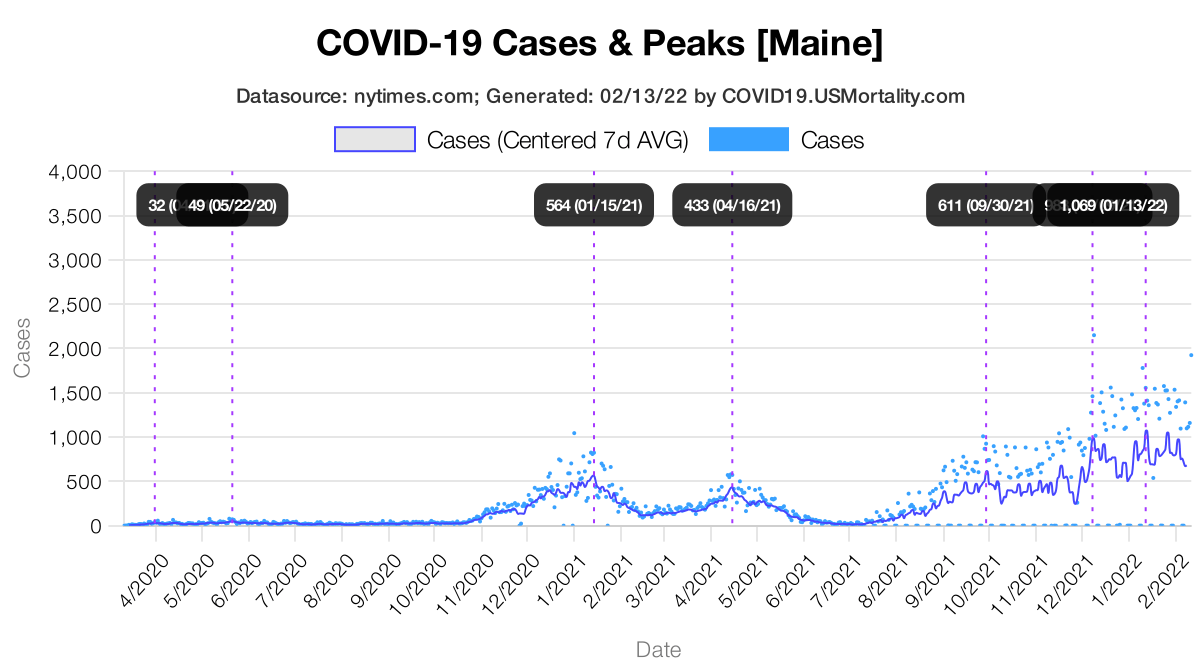 COVID-19 Cases & Peaks [Maine]
Datasource: nytimes.com; Generated: 02/13/22 by COVID19.USMortality.com
Cases (Centered 7d AVG) Cases
4,000
3,500
3,000
2,500
2,000
1,500
1,000
500
0
Cases
32 49 (05/22/20) 564 (01/15/21) 433 (04/16/21) 611 (09/30/21) 1,069 (01/13/22)
4/2020 5/2020 6/2020 7/2020 8/2020 9/2020 10/2020 11/2020 12/2020 1/2021 2/2021 3/2021 4/2021 5/2021 6/2021 7/2021 8/2021 9/2021 10/2021 11/2021 12/2021 1/2022 2/2022
Date